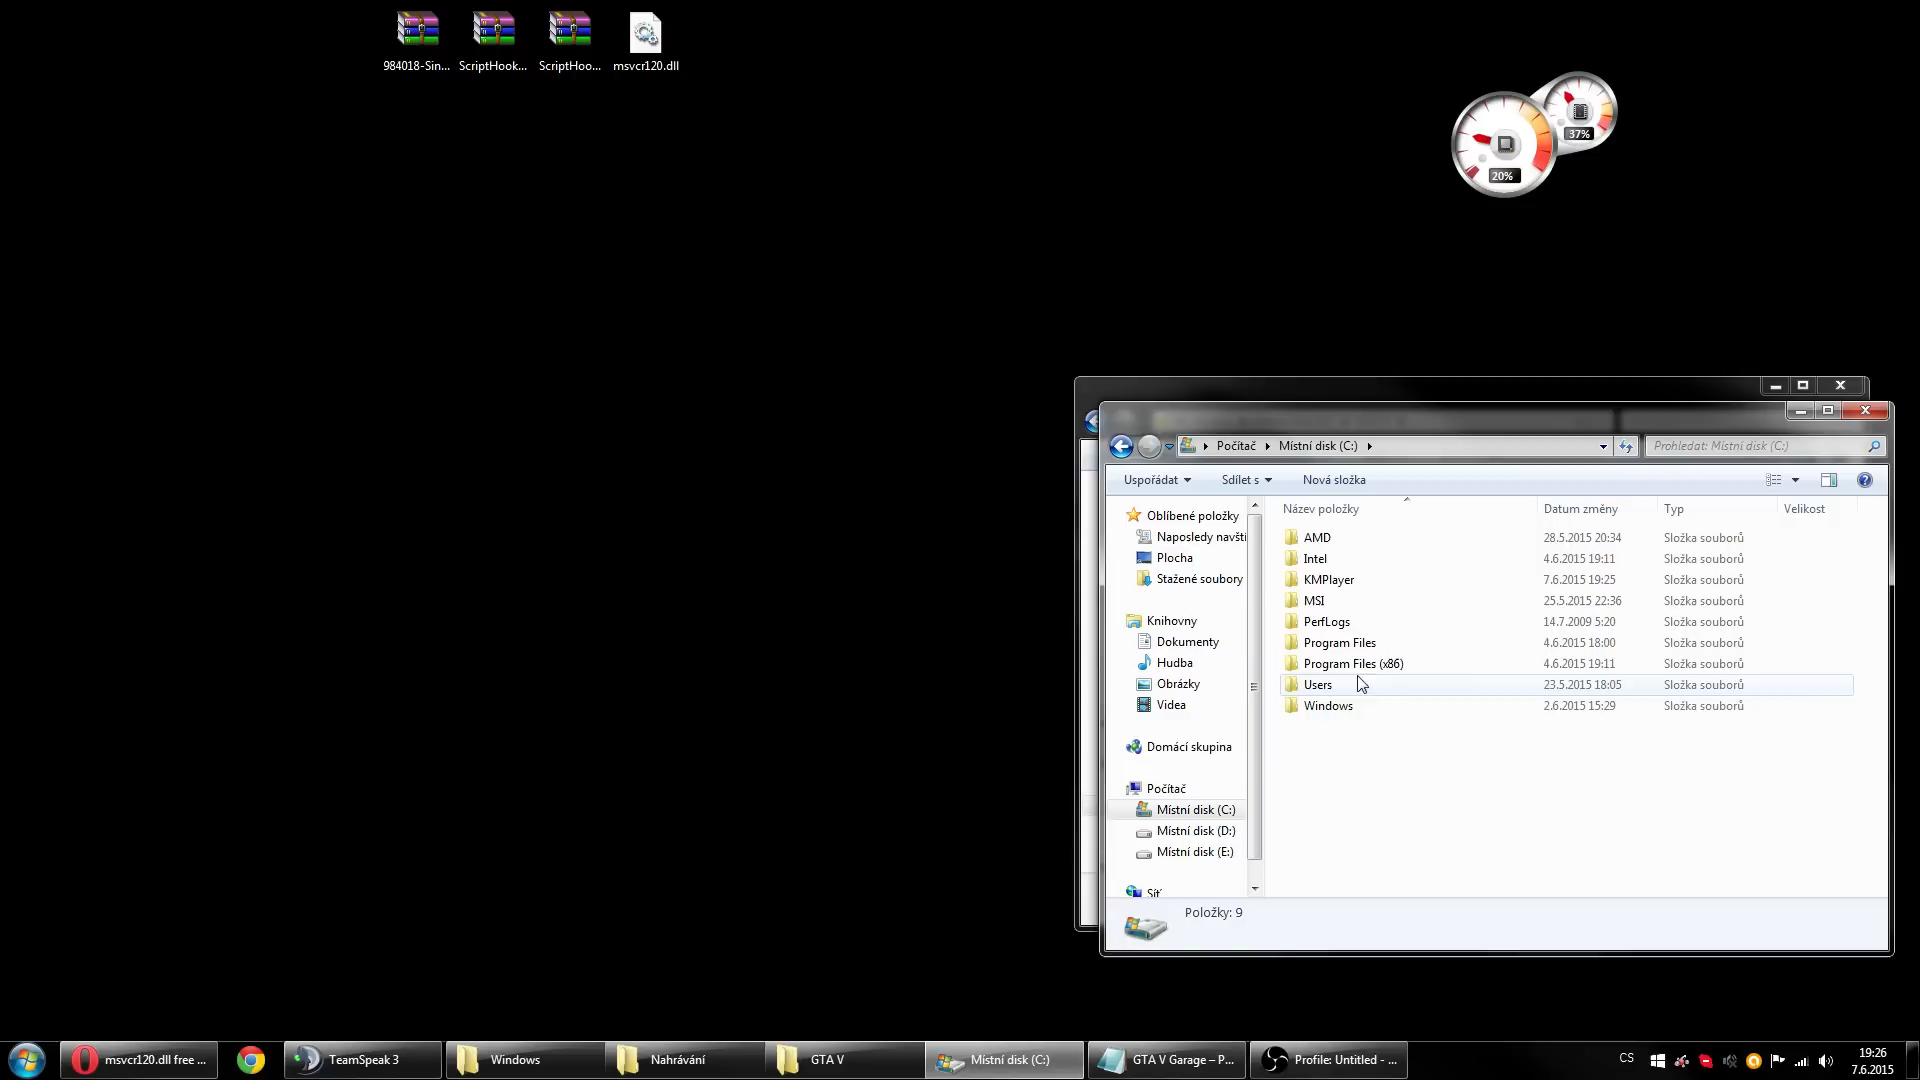 984018-Sin...
ScriptHook...
ScriptHoo...
msvcr120.dll
37%
20%
Počítač
Místní disk (C:)
Prohledat: Místní disk (C:)
Uspořádat
Sdílet s
Nová složka
Název položky
Datum změny
Typ
Velikost
Oblíbené položky
Naposledy navští
Plocha
Stažené soubory
Knihovny
Dokumenty
Hudba
Obrázky
Videa
Domácí skupina
Počítač
Místní disk (C:)
Místní disk (D:)
Místní disk (E:)
Síť
AMD 28.5.2015 20:34 Složka souborů
Intel 4.6.2015 19:11 Složka souborů
KMPlayer 7.6.2015 19:25 Složka souborů
MSI 25.5.2015 22:36 Složka souborů
PerfLogs 14.7.2009 5:20 Složka souborů
Program Files 4.6.2015 18:00 Složka souborů
Program Files (x86) 4.6.2015 19:11 Složka souborů
Users 23.5.2015 18:05 Složka souborů
Windows 2.6.2015 15:29 Složka souborů
Položky: 9
msvcr120.dll free ...
TeamSpeak 3
Windows
Nahrávání
GTA V
Místní disk (C:)
GTA V Garage – P...
Profile: Untitled - ...
CS
19:26
7.6.2015